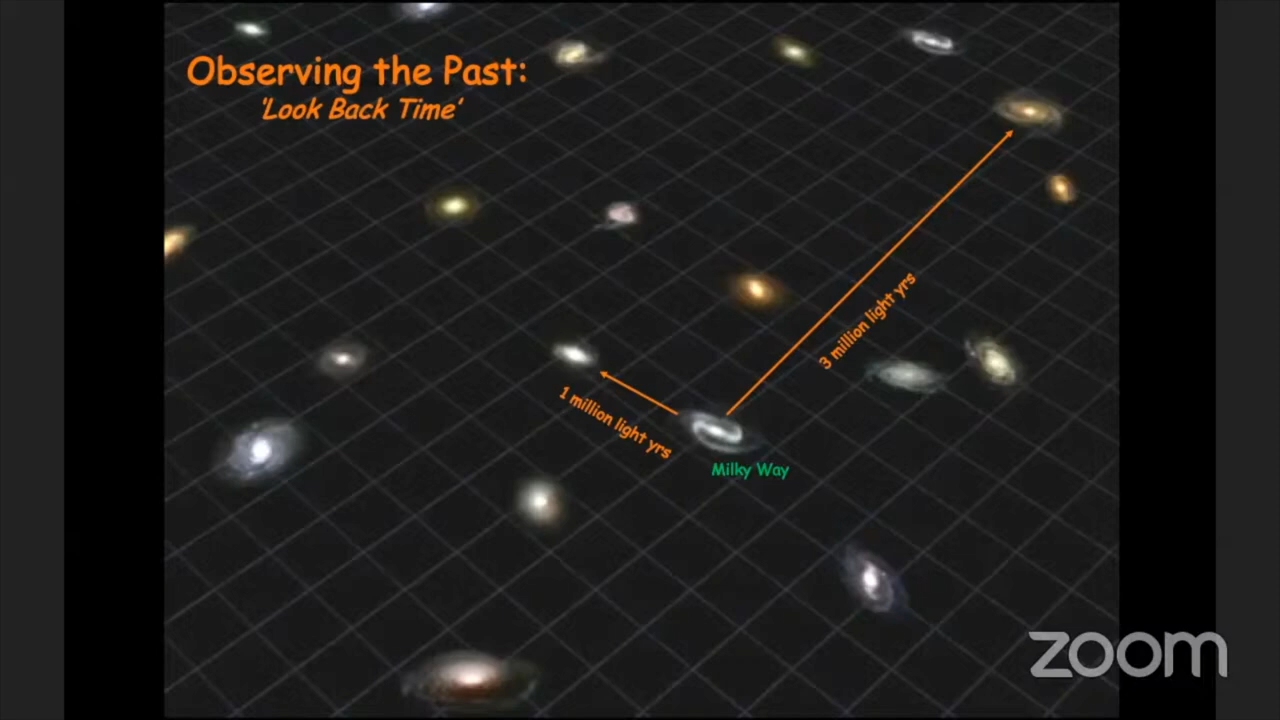 Observing the Past:
'Look Back Time'
3 million light yrs
1 million light yrs
Milky Way
zoom